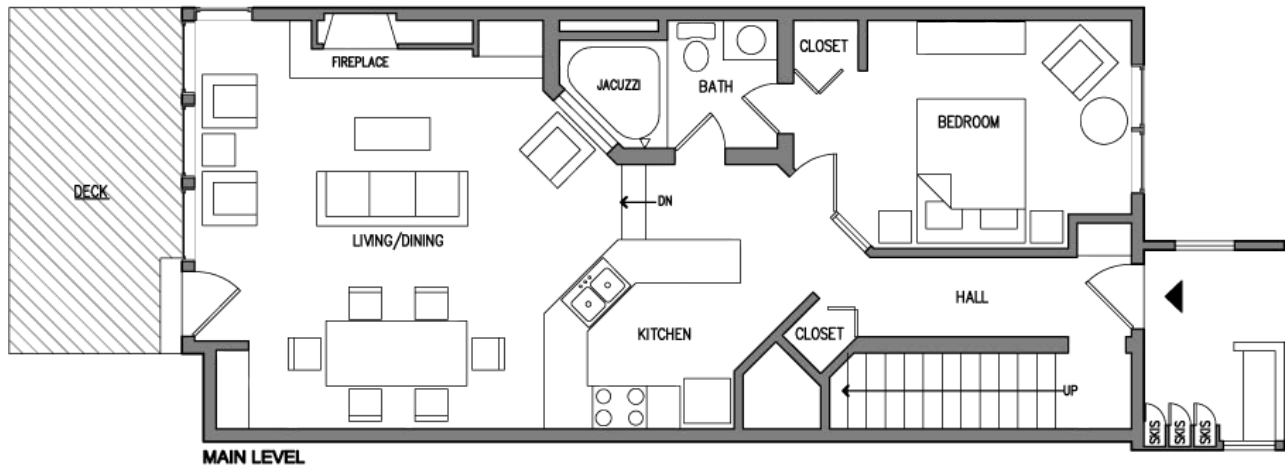 CLOSET
FIREPLACE
JACUZZI
BATH
BEDROOM
DECK
DN
LIVING/DINING
HALL
KITCHEN
CLOSET
UP
SKIS
SKIS
SKIS
MAIN LEVEL